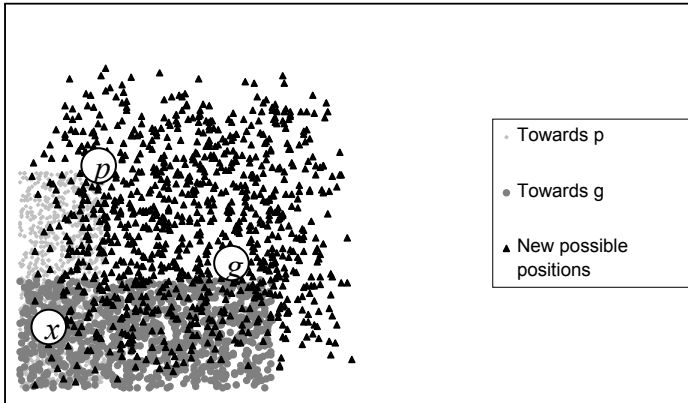 p
g
x
Towards p
Towards g
New possible
positions